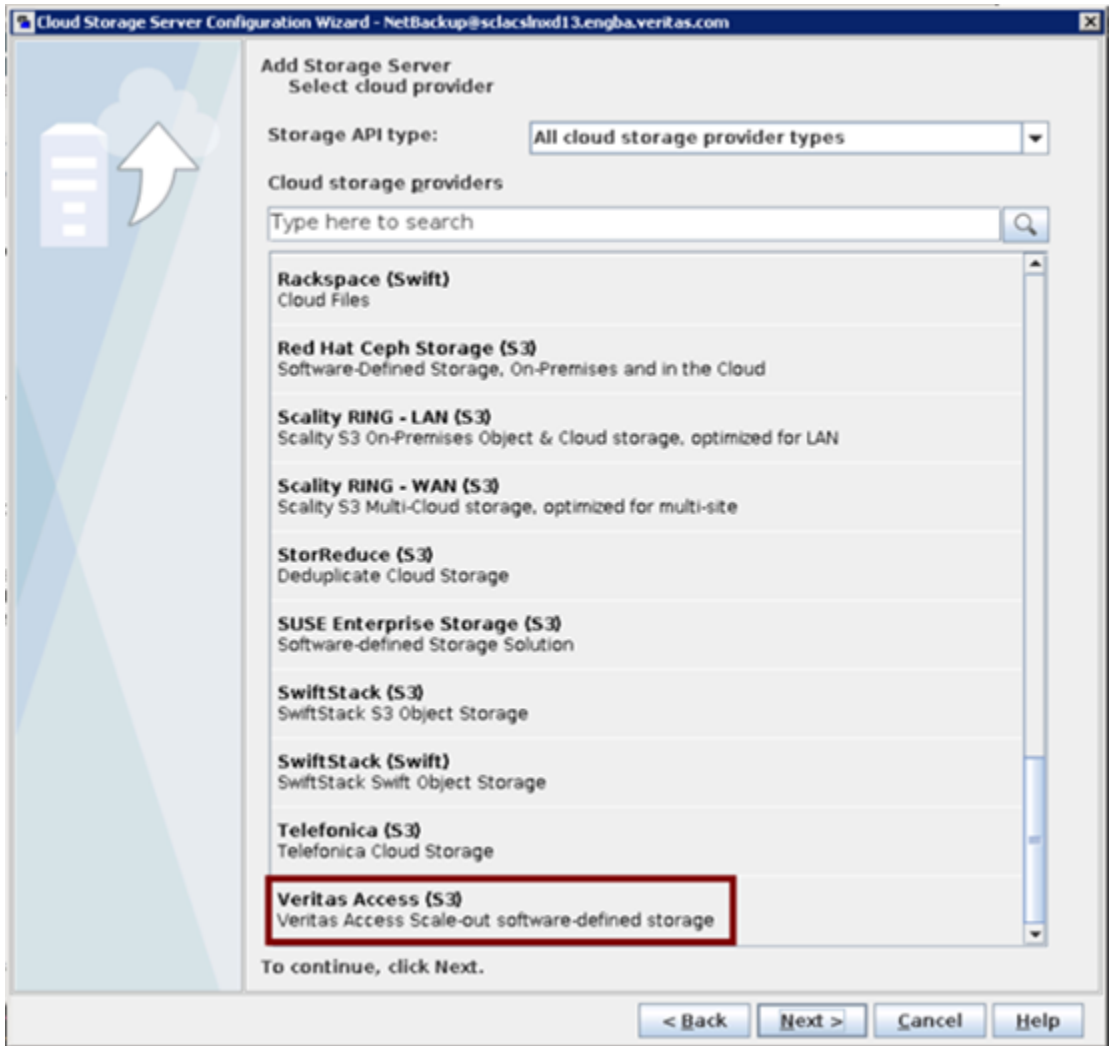 Cloud Storage Server Configuration Wizard - NetBackup@sclacslnxd13.engba.veritas.com
Add Storage Server
Select cloud provider
Storage API type:
All cloud storage provider types
Cloud storage providers
Type here to search
Rackspace (Swift)
Cloud Files
Red Hat Ceph Storage (S3)
Software-Defined Storage, On-Premises and in the Cloud
Scality RING - LAN (S3)
Scality S3 On-Premises Object & Cloud storage, optimized for LAN
Scality RING - WAN (S3)
Scality S3 Multi-Cloud storage, optimized for multi-site
StorReduce (S3)
Deduplicate Cloud Storage
SUSE Enterprise Storage (S3)
Software-defined Storage Solution
SwiftStack (S3)
SwiftStack S3 Object Storage
SwiftStack (Swift)
SwiftStack Swift Object Storage
Telefonica (S3)
Telefonica Cloud Storage
Veritas Access (S3)
Veritas Access Scale-out software-defined storage
To continue, click Next.
< Back Next > Cancel Help